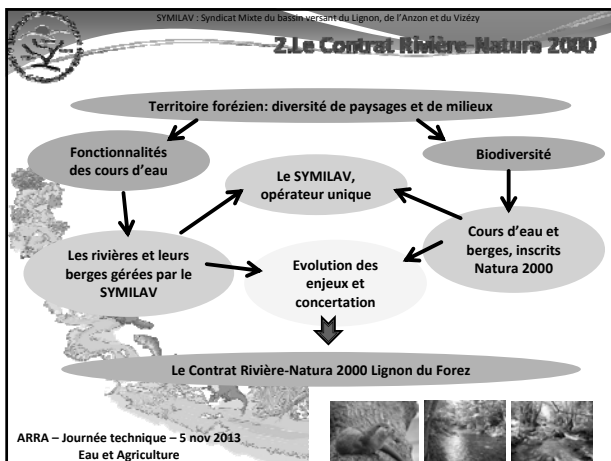 SYMILAV : Syndicat Mixte du bassin versant du Lignon, de l'Anzon et du Vizézy
2.Le Contrat Rivière-Natura 2000
Territoire forézien: diversité de paysages et de milieux
Fonctionnalités
des cours d'eau
Biodiversité
Le SYMILAV,
opérateur unique
Les rivières et leurs
berges gérées par le
SYMILAV
Cours d'eau et
berges, inscrits
Natura 2000
Evolution des
enjeux et
concertation
Le Contrat Rivière-Natura 2000 Lignon du Forez
ARRA – Journée technique – 5 nov 2013
Eau et Agriculture